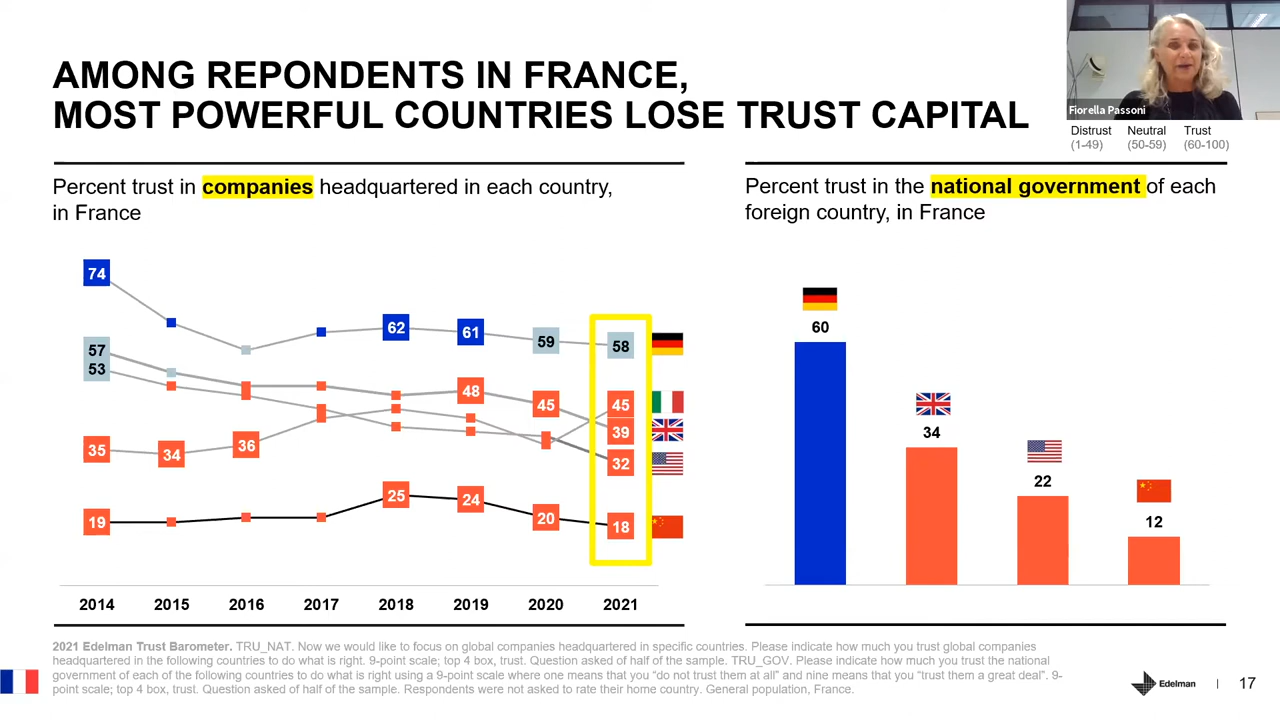 AMONG REPONDENTS IN FRANCE,
MOST POWERFUL COUNTRIES LOSE TRUST CAPITAL
Fiorella Passoni
Distrust Neutral Trust
(1-49) (50-59) (60-100)
Percent trust in companies headquartered in each country,
in France
74
57
53
35
34
36
19
62
61
59
58
48
45
45
39
32
25
24
20
18
2014 2015 2016 2017 2018 2019 2020 2021
Percent trust in the national government of each
foreign country, in France
60
34
22
12
2021 Edelman Trust Barometer. TRU_NAT. Now we would like to focus on global companies headquartered in specific countries. Please indicate how much you trust global companies
headquartered in the following countries to do what is right. 9-point scale; top 4 box, trust. Question asked of half of the sample. TRU_GOV. Please indicate how much you trust the national
government of each of the following countries to do what is right using a 9-point scale where one means that you “do not trust them at all” and nine means that you “trust them a great deal”. 9-
point scale; top 4 box, trust. Question asked of half of the sample. Respondents were not asked to rate their home country. General population, France.
Edelman | 17